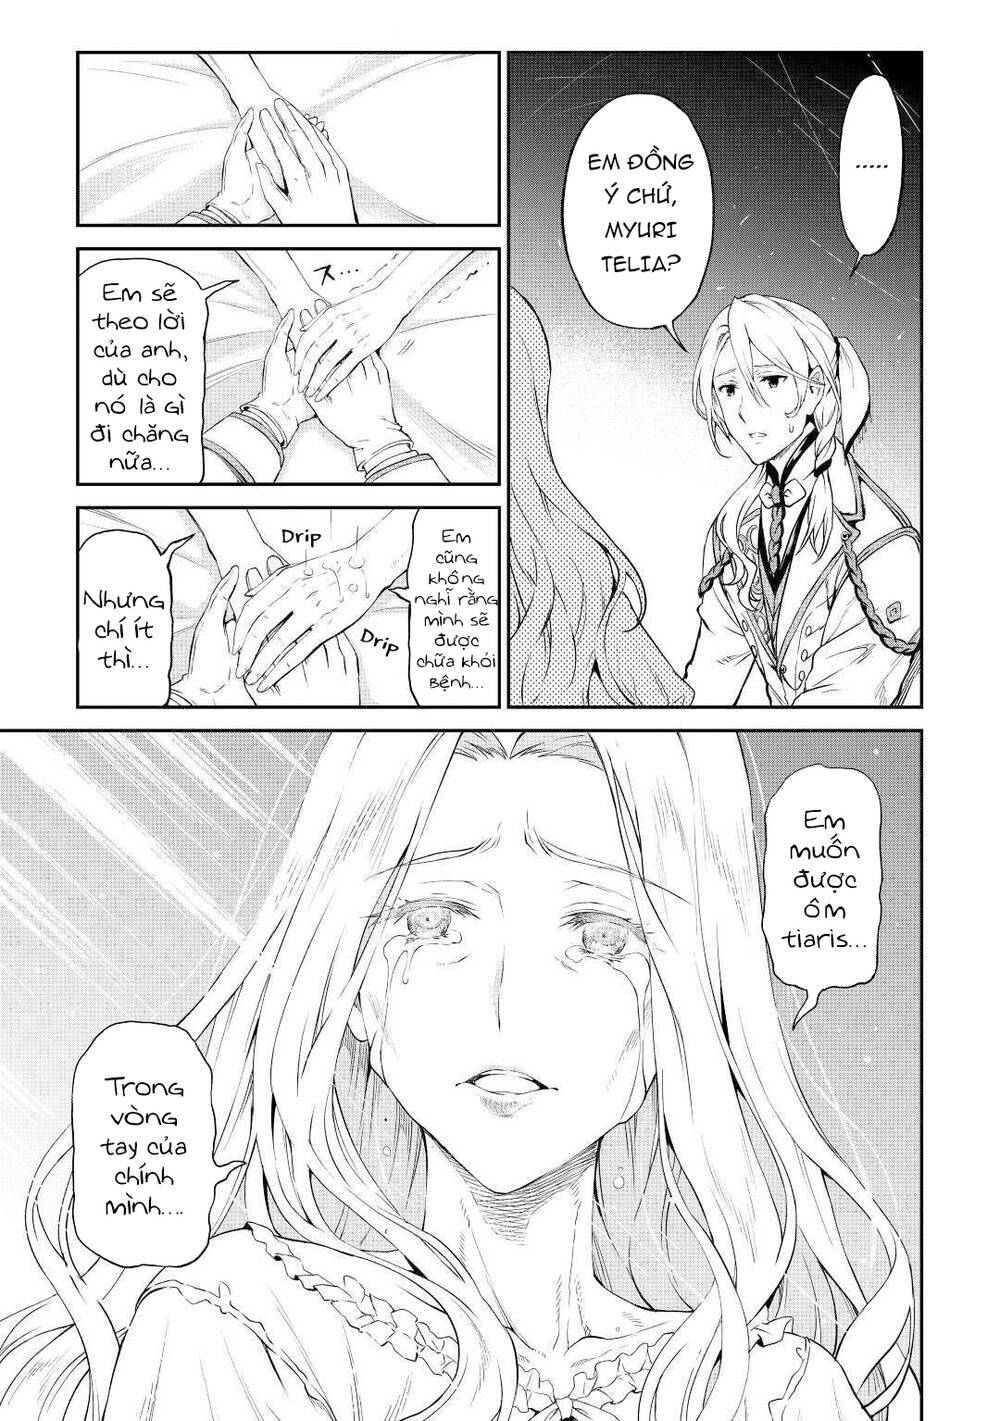 .....
EM ĐỒNG
Ý CHỨ,
MYURI
TELIA?
ス...
Em sẽ
theo lời
của anh,
dù cho
nó là gì
đi chăng
nữa...
Em
cũng
không
nghĩ rằng
mình sẽ
được
chữa khỏi
bệnh...
Drip
Drip
Nhưng
chí ít
thì...
Em
muốn
được
ôm
tiaris...
Trong
vòng
tay của
chính
mình....